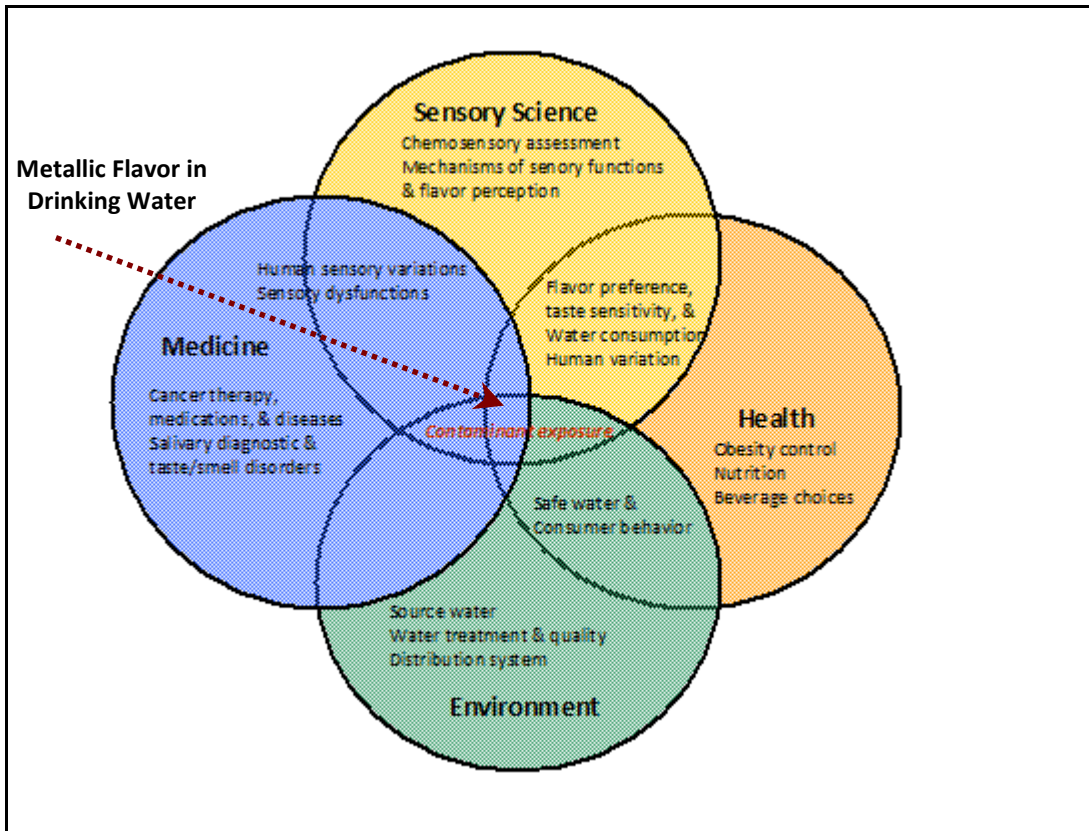 Sensory Science
Chemosensory assessment
Mechanisms of senory functions
& flavor perception
Metallic Flavor in
Drinking Water
Human sensory variations
Sensory dysfunctions
Flavor preference,
taste sensitivity, &
Water consumption
Human variation
Medicine
Cancer therapy,
medications, & diseases
Salivary diagnostic &
taste/smell disorders
Contaminant exposure
Health
Obesity control
Nutrition
Beverage choices
Safe water &
Consumer behavior
Source water
Water treatment & quality
Distribution system
Environment